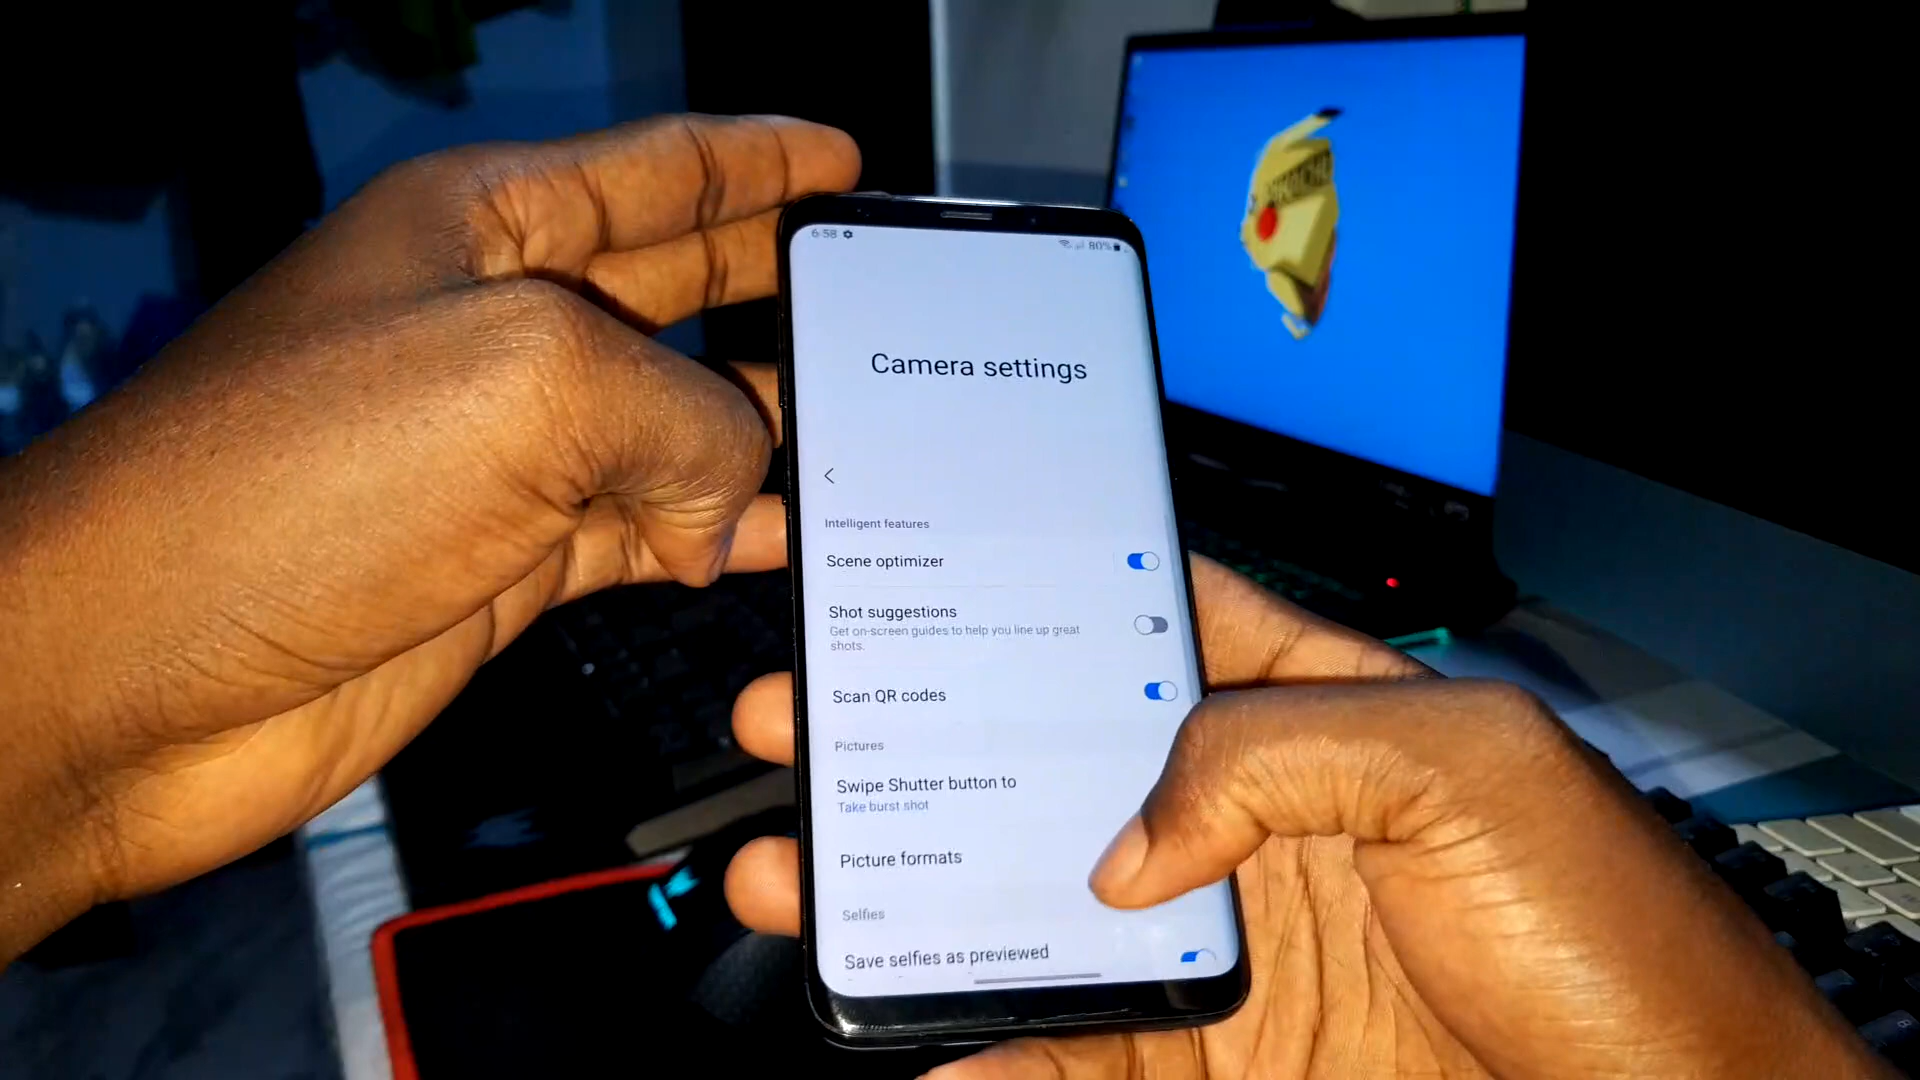 6:58
80%
Camera settings
Intelligent features
Scene optimizer
Shot suggestions
Get on-screen guides to help you line up great
shots.
Scan QR codes
Pictures
Swipe Shutter button to
Take burst shot
Picture formats
Selfies
Save selfies as previewed